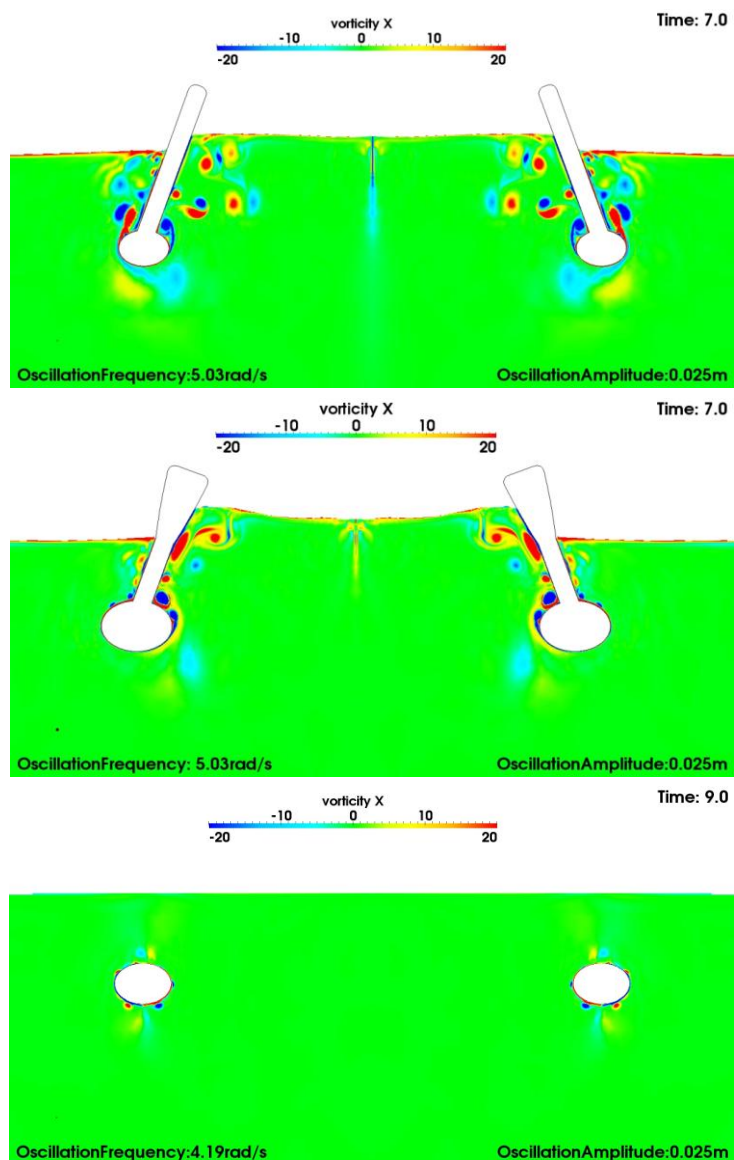 vorticity X
Time: 7.0
-20 -10 0 10 20
OscillationFrequency:5.03rad/s
OscillationAmplitude:0.025m
vorticity X
Time: 7.0
-20 -10 0 10 20
OscillationFrequency: 5.03rad/s
OscillationAmplitude:0.025m
vorticity X
Time: 9.0
-20 -10 0 10 20
OscillationFrequency:4.19rad/s
OscillationAmplitude:0.025m